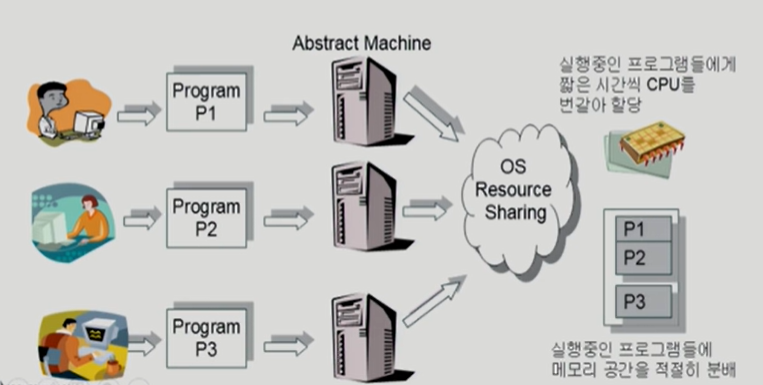 Abstract Machine
실행중인 프로그램들에게
짧은 시간씩 CPU를
번갈아 할당
Program
P1
Program
P2
Program
P3
OS
Resource
Sharing
P1
P2
P3
실행중인 프로그램들에
메모리 공간을 적절히 분배